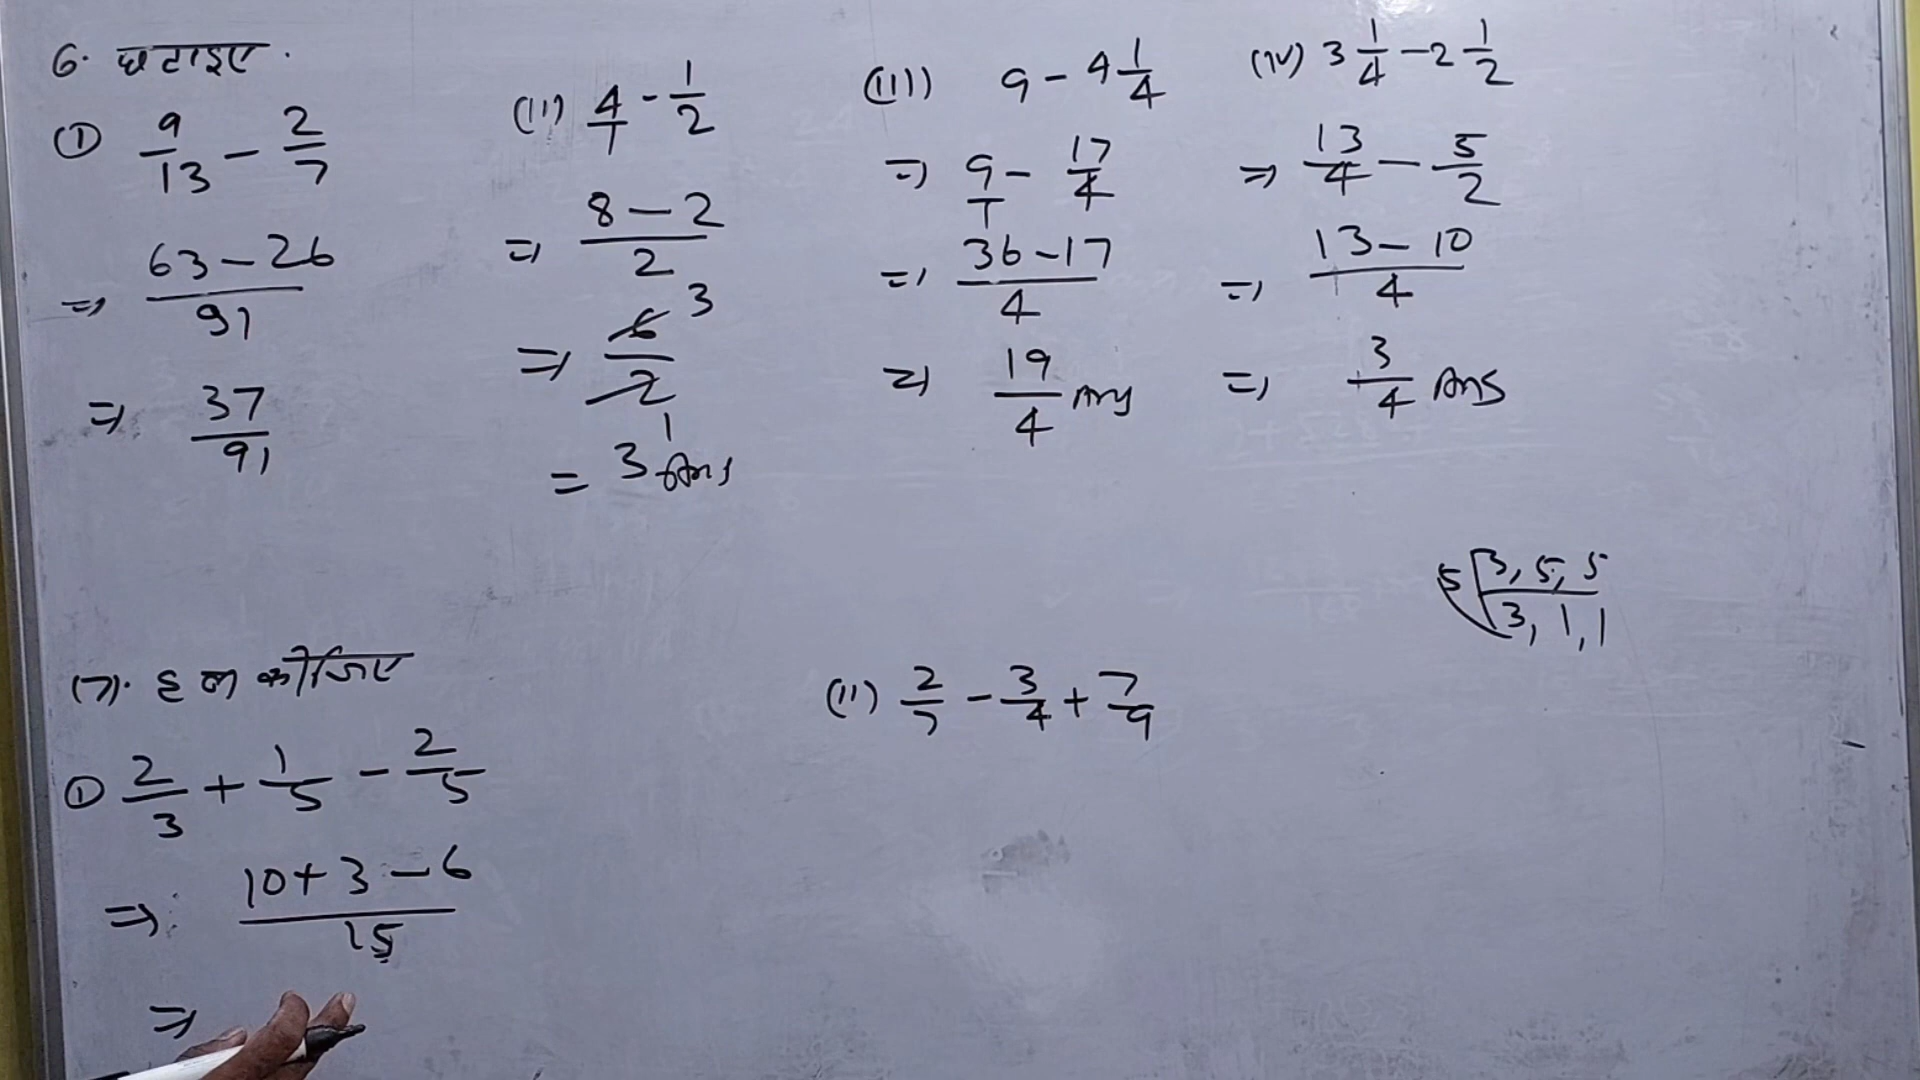 6. घटाइए.
① 9/13 - 2/7
⇒ (63 - 26)/91
⇒ 37/91
(ii) 4/1 - 1/2
⇒ (8 - 2)/2
⇒ 6/2 3 1
= 3 Ans
(iii) 9 - 4 1/4
⇒ 9/1 - 17/4
⇒ (36 - 17)/4
⇒ 19/4 Ans
(iv) 3 1/4 - 2 1/2
⇒ 13/4 - 5/2
⇒ (13 - 10)/4
⇒ 3/4 Ans
5 | 3, 5, 5
3, 1, 1
(7). हल कीजिए
① 2/3 + 1/5 - 2/5
⇒ (10 + 3 - 6)/15
⇒
(ii) 2/7 - 3/4 + 7/9